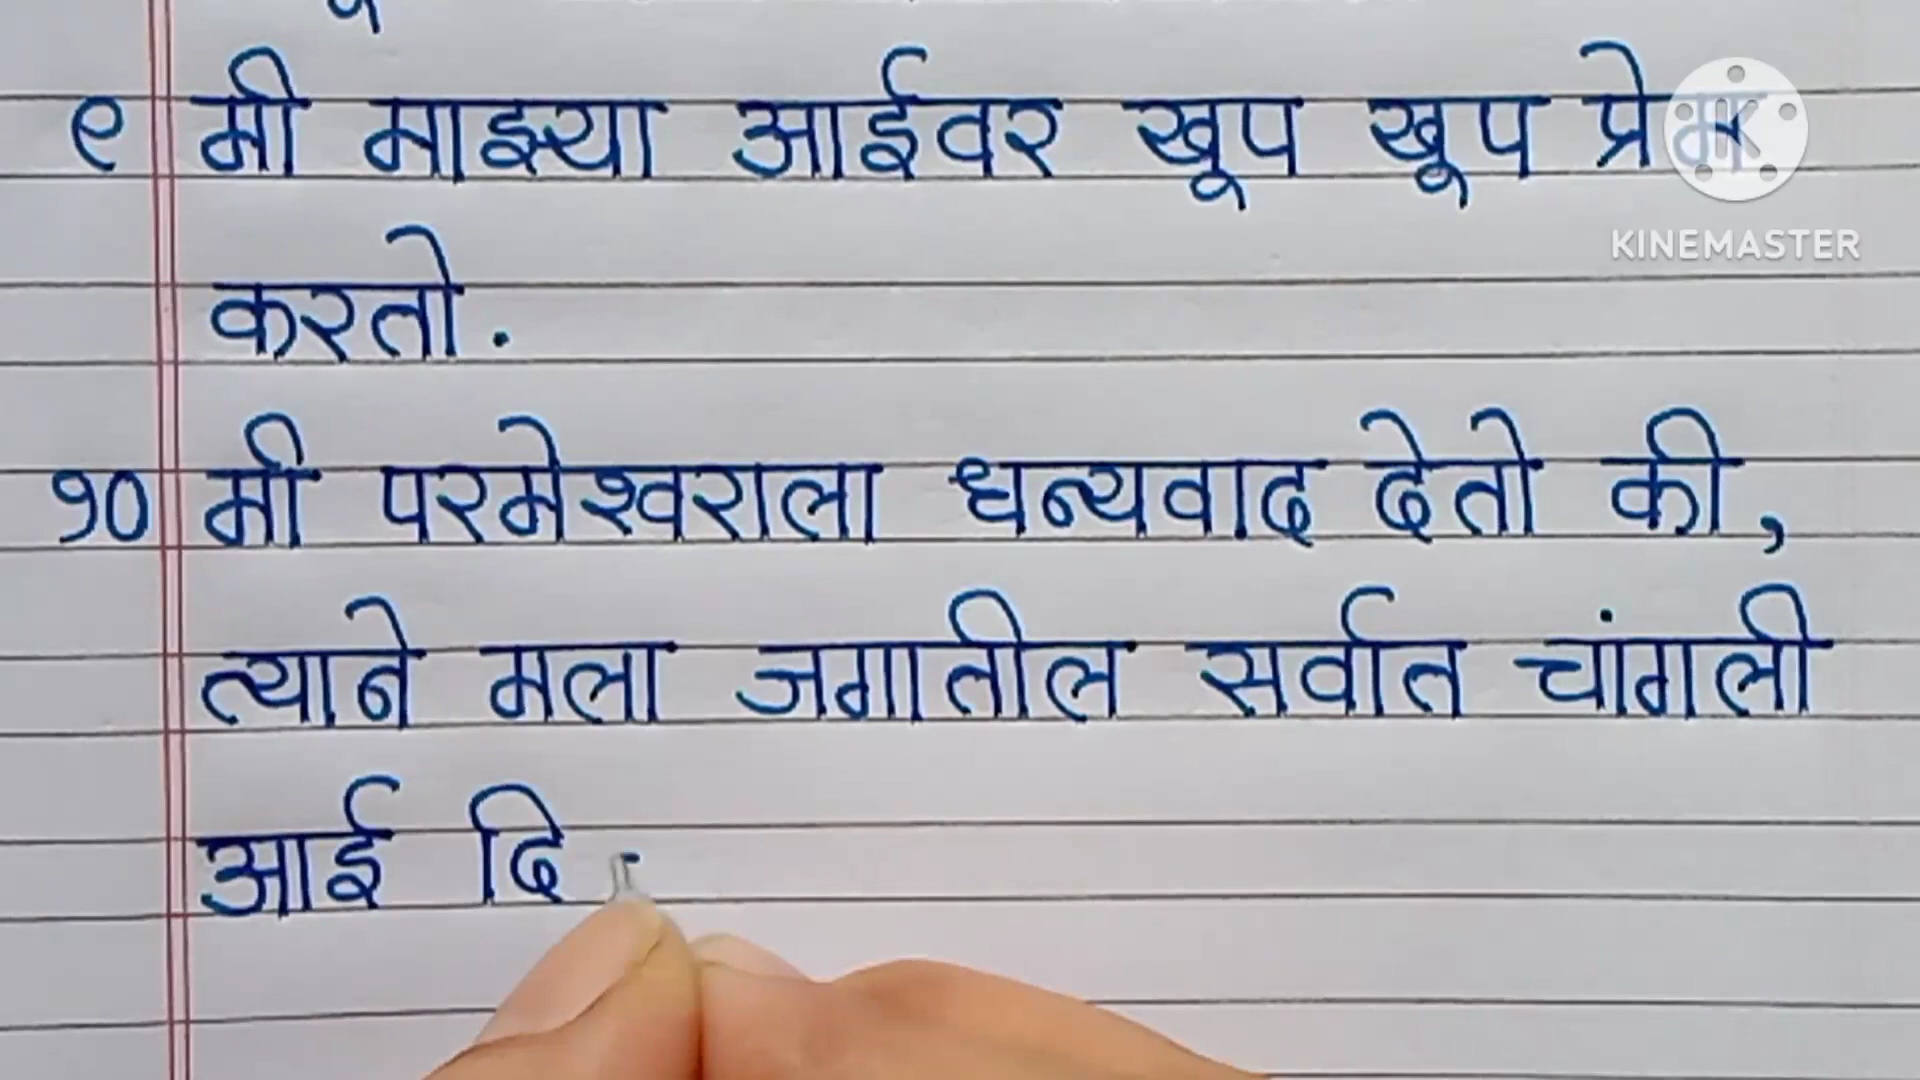 ९ मी माझ्या आईवर खूप खूप प्रेम
करतो.
१० मी परमेश्वराला धन्यवाद देतो की,
त्याने मला जगातील सर्वात चांगली
आई दि
KINEMASTER